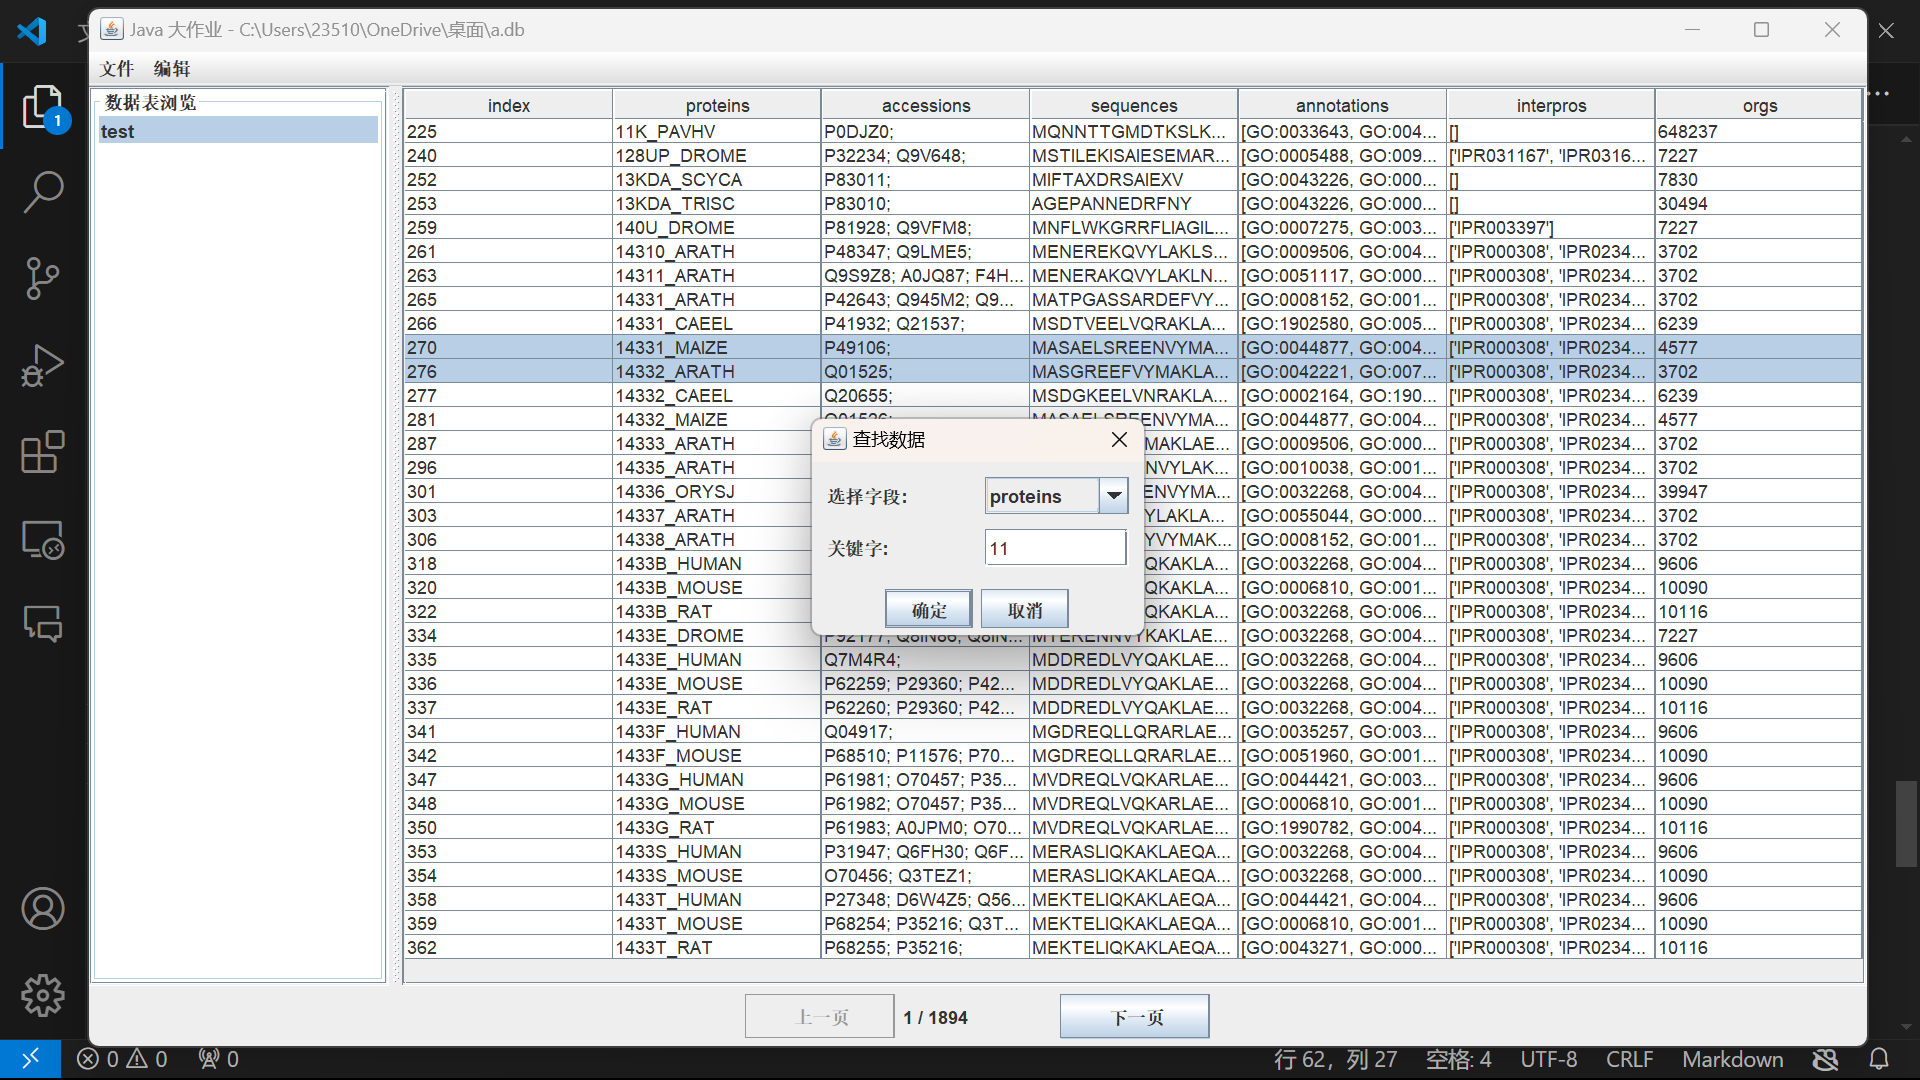 Java 大作业 - C:\Users\23510\OneDrive\桌面\a.db
文件 编辑
1
数据表浏览
test
index proteins accessions sequences annotations interpros orgs
225 11K_PAVHV P0DJZ0; MQNNTTGMDTKSLK... [GO:0033643, GO:004... [] 648237
240 128UP_DROME P32234; Q9V648; MSTILEKISAIESEMAR... [GO:0005488, GO:009... ['IPR031167', 'IPR0316... 7227
252 13KDA_SCYCA P83011; MIFTAXDRSAIEXV [GO:0043226, GO:000... [] 7830
253 13KDA_TRISC P83010; AGEPANNEDRFNY [GO:0043226, GO:000... [] 30494
259 140U_DROME P81928; Q9VFM8; MNFLWKGRRFLIAGIL... [GO:0007275, GO:003... ['IPR003397'] 7227
261 14310_ARATH P48347; Q9LME5; MENEREKQVYLAKLS... [GO:0009506, GO:004... ['IPR000308', 'IPR0234... 3702
263 14311_ARATH Q9S9Z8; A0JQ87; F4H... MENERAKQVYLAKLN... [GO:0051117, GO:000... ['IPR000308', 'IPR0234... 3702
265 14331_ARATH P42643; Q945M2; Q9... MATPGASSARDEFVY... [GO:0008152, GO:001... ['IPR000308', 'IPR0234... 3702
266 14331_CAEEL P41932; Q21537; MSDTVEELVQRAKLA... [GO:1902580, GO:005... ['IPR000308', 'IPR0234... 6239
270 14331_MAIZE P49106; MASAELSREENVYMA... [GO:0044877, GO:004... ['IPR000308', 'IPR0234... 4577
276 14332_ARATH Q01525; MASGREEFVYMAKLA... [GO:0042221, GO:007... ['IPR000308', 'IPR0234... 3702
277 14332_CAEEL Q20655; MSDGKEELVNRAKLA... [GO:0002164, GO:190... ['IPR000308', 'IPR0234... 6239
281 14332_MAIZE Q01526; MASAELSREENVYMA... [GO:0044877, GO:004... ['IPR000308', 'IPR0234... 4577
287 14333_ARATH MAKLAE... [GO:0009506, GO:000... ['IPR000308', 'IPR0234... 3702
296 14335_ARATH NVYLAK... [GO:0010038, GO:001... ['IPR000308', 'IPR0234... 3702
301 14336_ORYSJ ENVYMA... [GO:0032268, GO:004... ['IPR000308', 'IPR0234... 39947
303 14337_ARATH YLAKLA... [GO:0055044, GO:000... ['IPR000308', 'IPR0234... 3702
306 14338_ARATH YVYMAK... [GO:0008152, GO:001... ['IPR000308', 'IPR0234... 3702
318 1433B_HUMAN QKAKLA... [GO:0032268, GO:004... ['IPR000308', 'IPR0234... 9606
320 1433B_MOUSE QKAKLA... [GO:0006810, GO:001... ['IPR000308', 'IPR0234... 10090
322 1433B_RAT QKAKLA... [GO:0032268, GO:006... ['IPR000308', 'IPR0234... 10116
334 1433E_DROME P92177; Q8IN86; Q8IN... MTERENNVYKAKLAE... [GO:0032268, GO:004... ['IPR000308', 'IPR0234... 7227
335 1433E_HUMAN Q7M4R4; MDDREDLVYQAKLAE... [GO:0032268, GO:004... ['IPR000308', 'IPR0234... 9606
336 1433E_MOUSE P62259; P29360; P42... MDDREDLVYQAKLAE... [GO:0032268, GO:004... ['IPR000308', 'IPR0234... 10090
337 1433E_RAT P62260; P29360; P42... MDDREDLVYQAKLAE... [GO:0032268, GO:004... ['IPR000308', 'IPR0234... 10116
341 1433F_HUMAN Q04917; MGDREQLLQRARLAE... [GO:0035257, GO:003... ['IPR000308', 'IPR0234... 9606
342 1433F_MOUSE P68510; P11576; P70... MGDREQLLQRARLAE... [GO:0051960, GO:001... ['IPR000308', 'IPR0234... 10090
347 1433G_HUMAN P61981; O70457; P35... MVDREQLVQKARLAE... [GO:0044421, GO:003... ['IPR000308', 'IPR0234... 9606
348 1433G_MOUSE P61982; O70457; P35... MVDREQLVQKARLAE... [GO:0006810, GO:001... ['IPR000308', 'IPR0234... 10090
350 1433G_RAT P61983; A0JPM0; O70... MVDREQLVQKARLAE... [GO:1990782, GO:004... ['IPR000308', 'IPR0234... 10116
353 1433S_HUMAN P31947; Q6FH30; Q6F... MERASLIQKAKLAEQA... [GO:0032268, GO:004... ['IPR000308', 'IPR0234... 9606
354 1433S_MOUSE O70456; Q3TEZ1; MERASLIQKAKLAEQA... [GO:0032268, GO:000... ['IPR000308', 'IPR0234... 10090
358 1433T_HUMAN P27348; D6W4Z5; Q56... MEKTELIQKAKLAEQA... [GO:0044421, GO:004... ['IPR000308', 'IPR0234... 9606
359 1433T_MOUSE P68254; P35216; Q3T... MEKTELIQKAKLAEQA... [GO:0006810, GO:001... ['IPR000308', 'IPR0234... 10090
362 1433T_RAT P68255; P35216; MEKTELIQKAKLAEQA... [GO:0043271, GO:000... ['IPR000308', 'IPR0234... 10116
查找数据
选择字段: proteins
关键字: 11
确定 取消
上一页 1 / 1894 下一页
0 0 0 行 62，列 27 空格: 4 UTF-8 CRLF Markdown